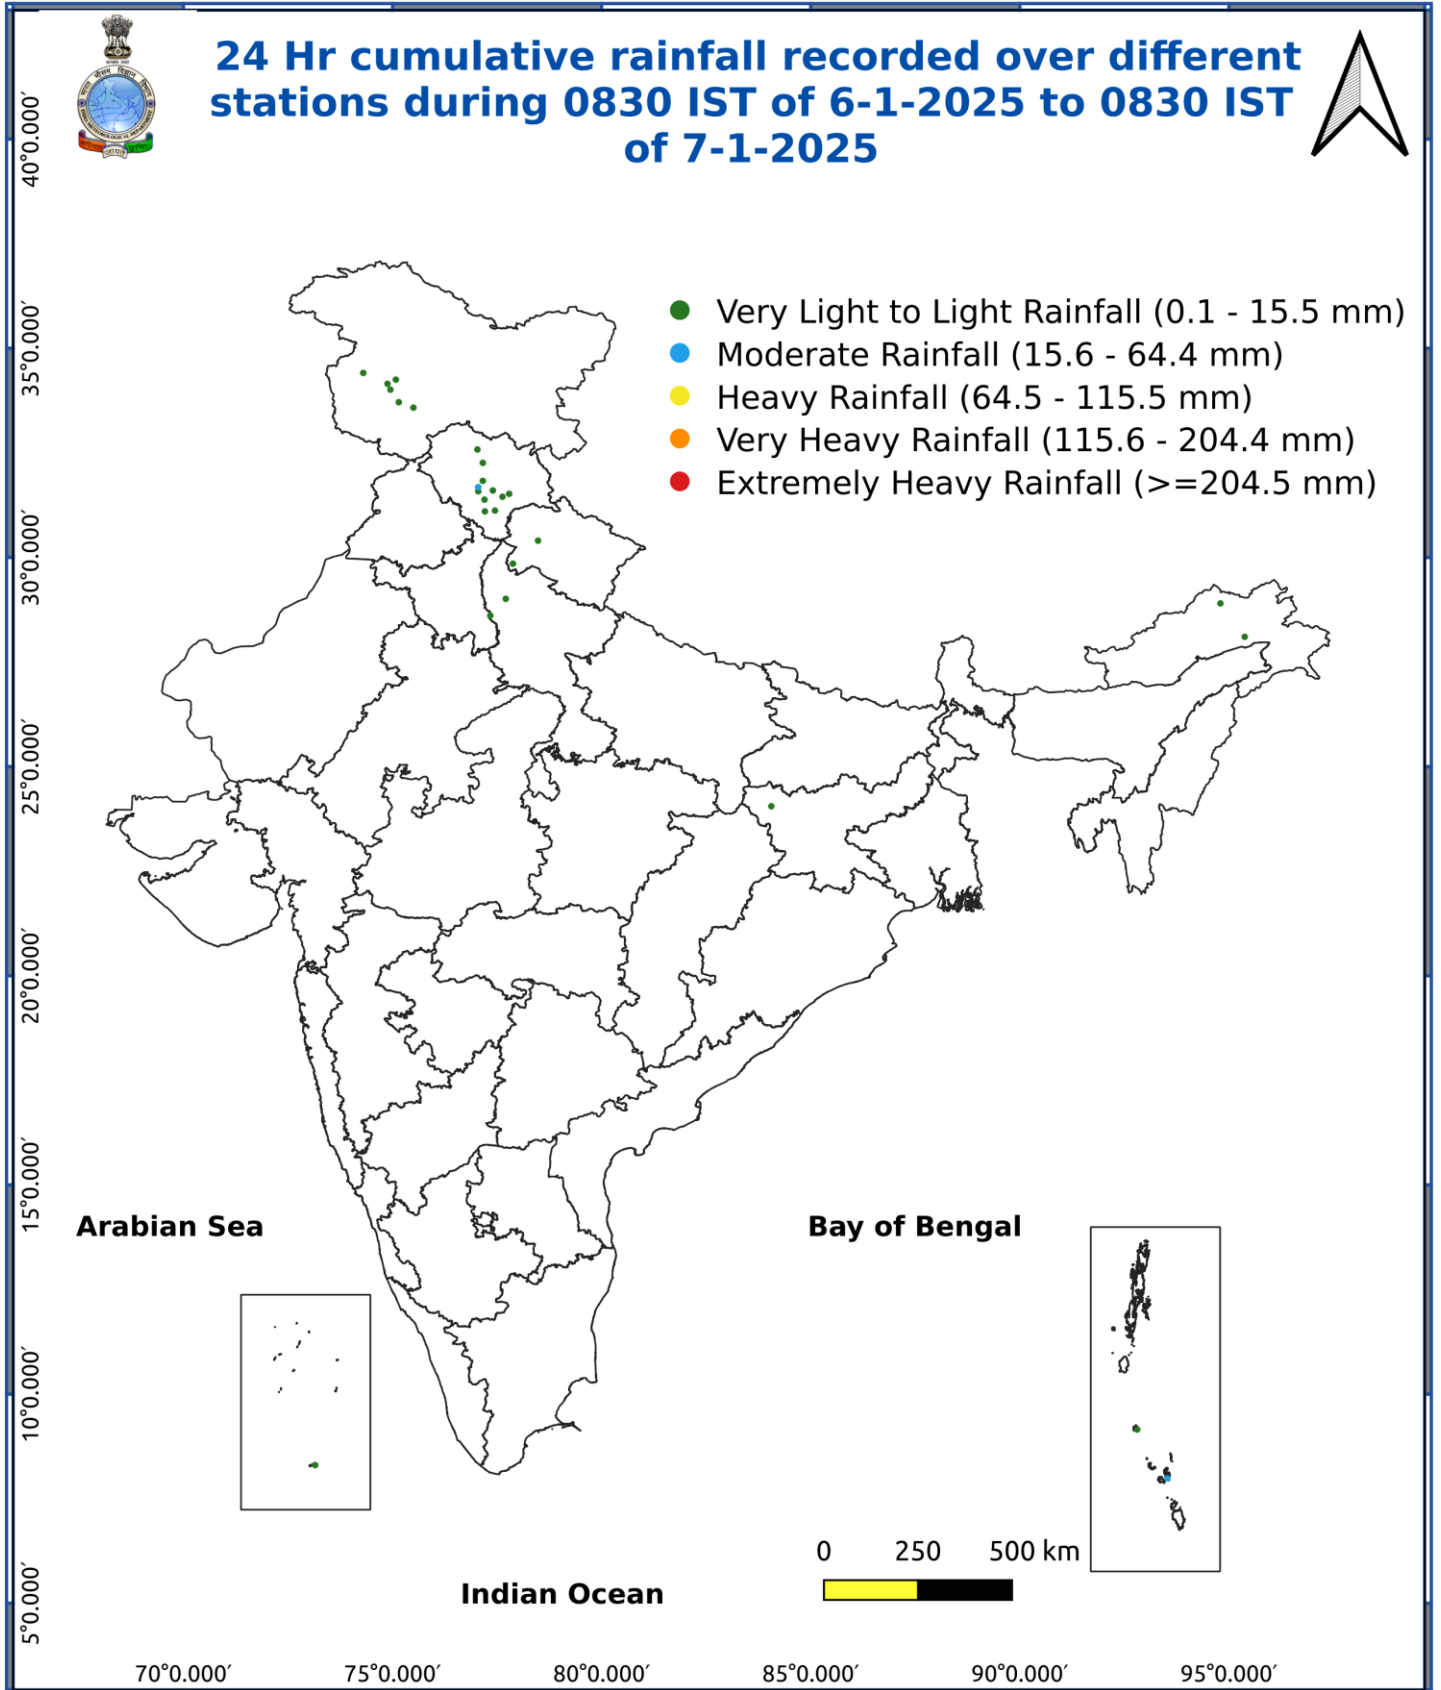 24 Hr cumulative rainfall recorded over different
stations during 0830 IST of 6-1-2025 to 0830 IST
of 7-1-2025
Very Light to Light Rainfall (0.1 - 15.5 mm)
Moderate Rainfall (15.6 - 64.4 mm)
Heavy Rainfall (64.5 - 115.5 mm)
Very Heavy Rainfall (115.6 - 204.4 mm)
Extremely Heavy Rainfall (>=204.5 mm)
40°0.000′
35°0.000′
30°0.000′
25°0.000′
20°0.000′
15°0.000′
10°0.000′
5°0.000′
Arabian Sea
Bay of Bengal
Indian Ocean
0 250 500 km
70°0.000′ 75°0.000′ 80°0.000′ 85°0.000′ 90°0.000′ 95°0.000′